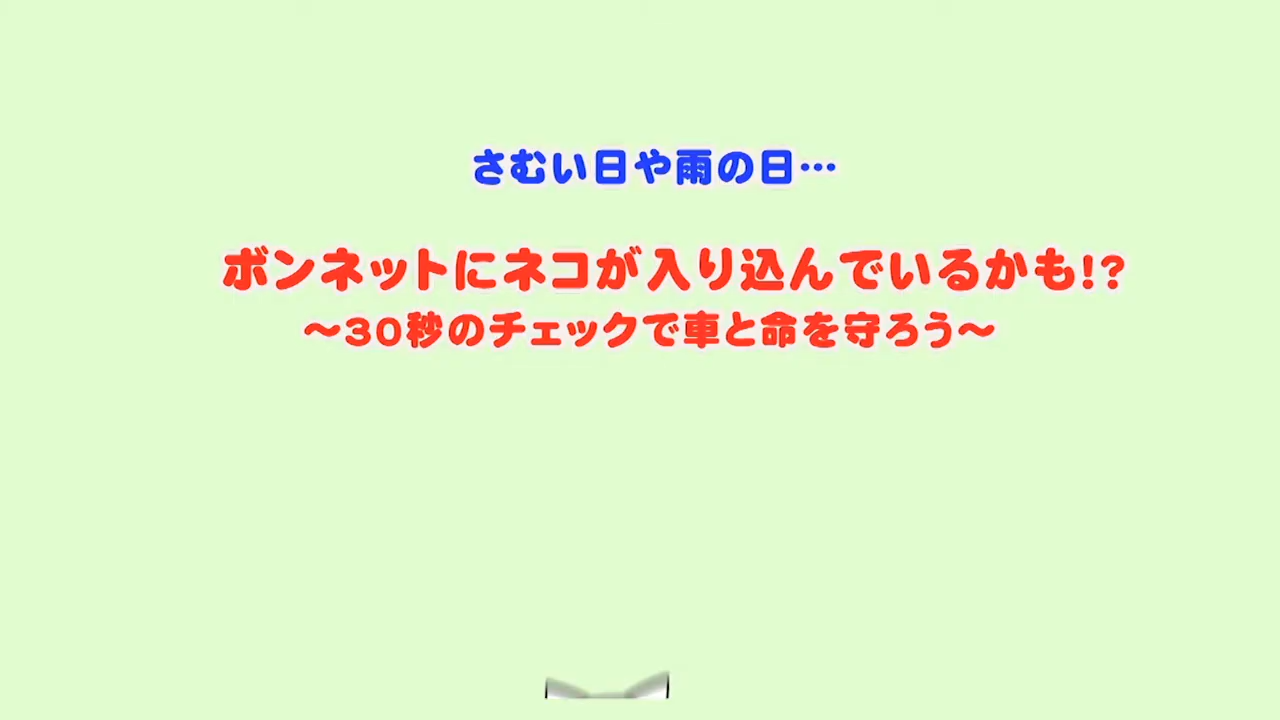 さむい日や雨の日…
ボンネットにネコが入り込んでいるかも!?
～30秒のチェックで車と命を守ろう～